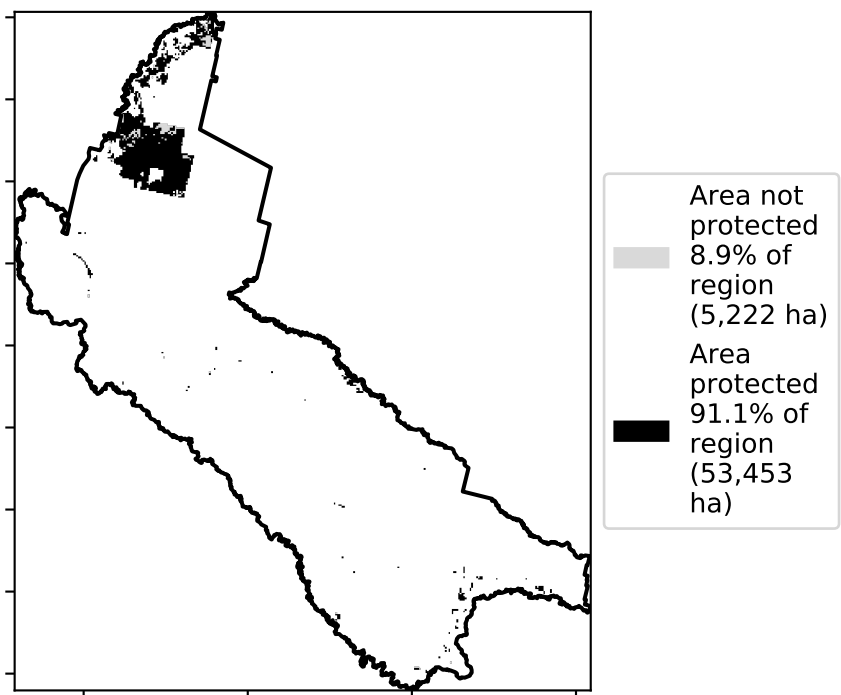 Area not
protected
8.9% of
region
(5,222 ha)
Area
protected
91.1% of
region
(53,453
ha)